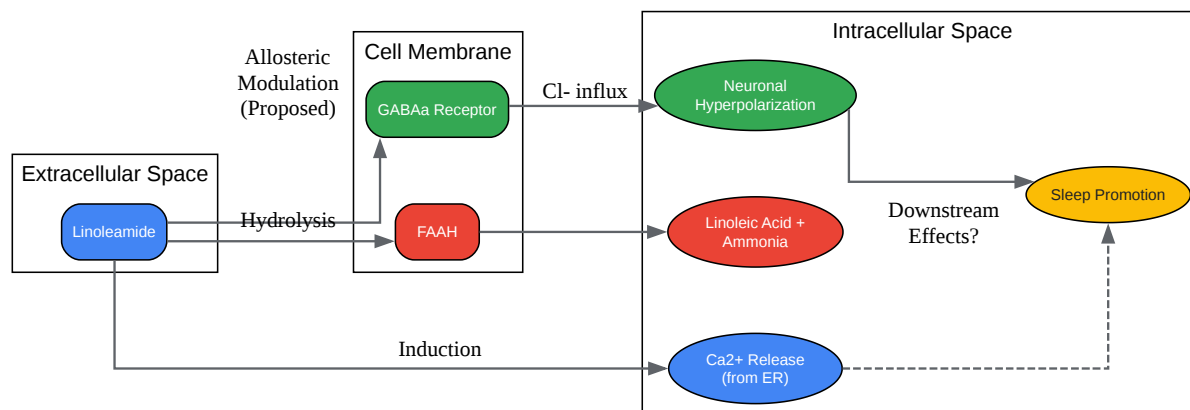 Extracellular Space
Linoleamide
Allosteric
Modulation
(Proposed)
Hydrolysis
Induction
Cell Membrane
GABAa Receptor
FAAH
Cl- influx
Intracellular Space
Neuronal
Hyperpolarization
Linoleic Acid +
Ammonia
Ca2+ Release
(from ER)
Downstream
Effects?
Sleep Promotion